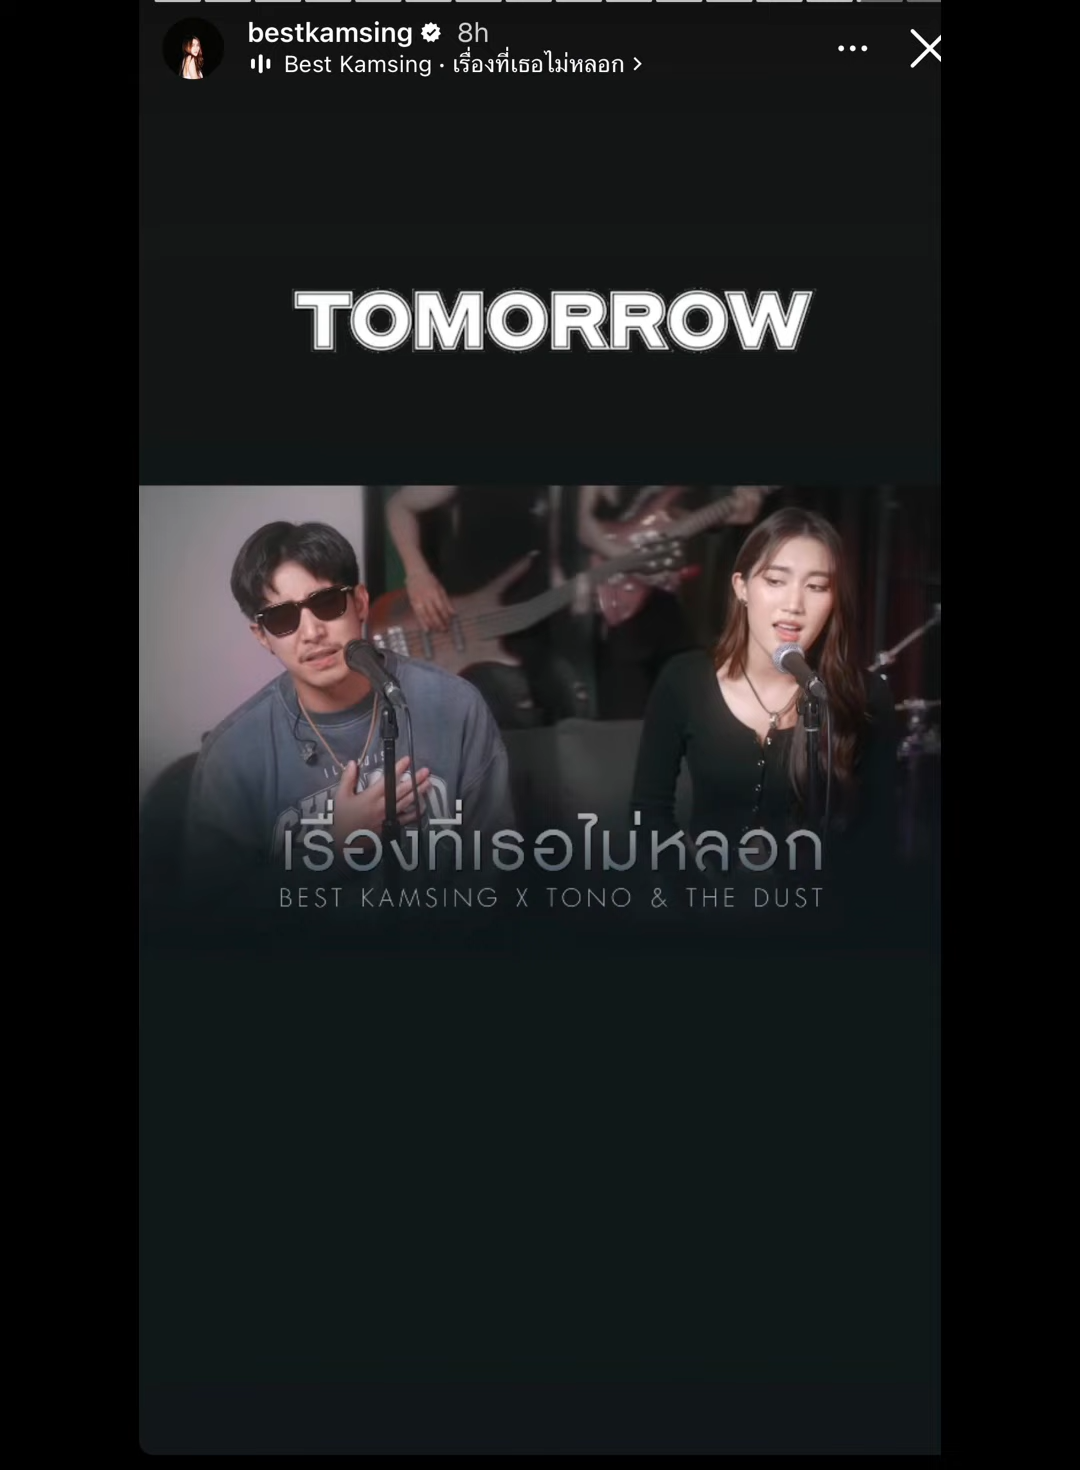 bestkamsing 8h
Best Kamsing · เรื่องที่เธอไม่หลอก >
TOMORROW
เรื่องที่เธอไม่หลอก
BEST KAMSING X TONO & THE DUST